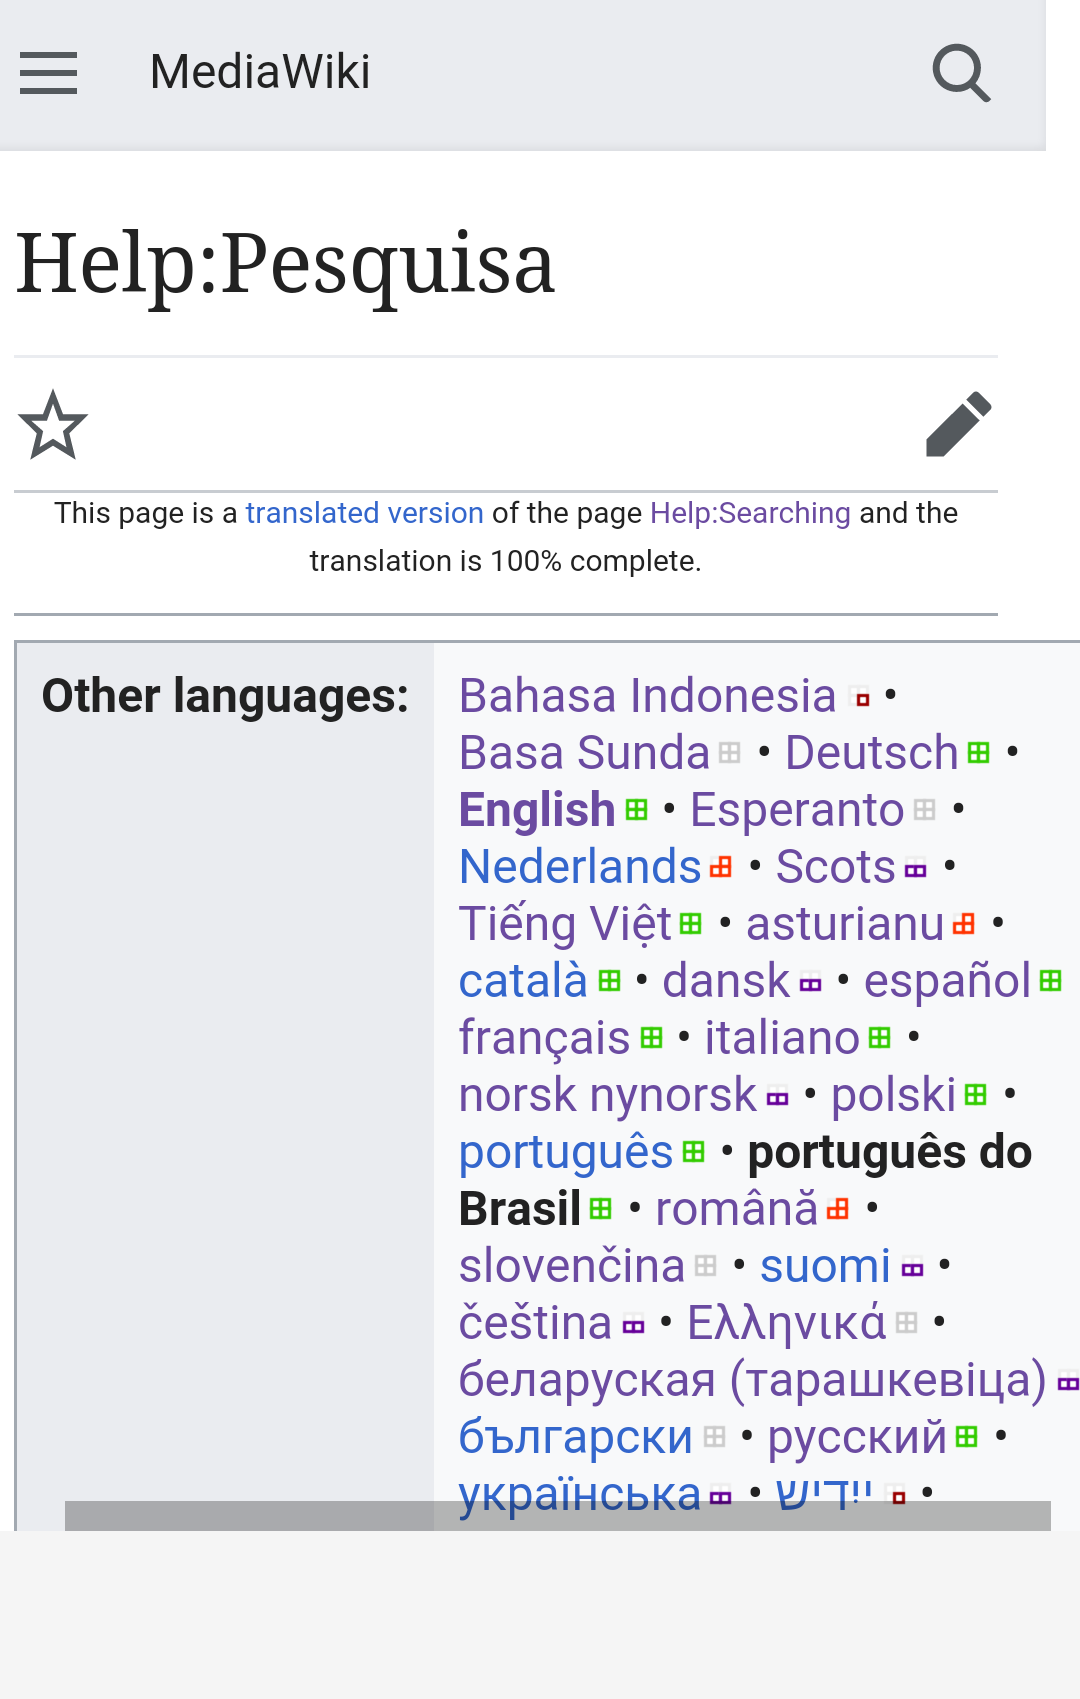 MediaWiki
Help:Pesquisa
This page is a translated version of the page Help:Searching and the
translation is 100% complete.
Other languages:
Bahasa Indonesia •
Basa Sunda • Deutsch •
English • Esperanto •
Nederlands • Scots •
Tiếng Việt • asturianu •
català • dansk • español
français • italiano •
norsk nynorsk • polski •
português • português do
Brasil • română •
slovenčina • suomi •
čeština • Ελληνικά •
беларуская (тарашкевіца)
български • русский •
українська • ייִדיש •